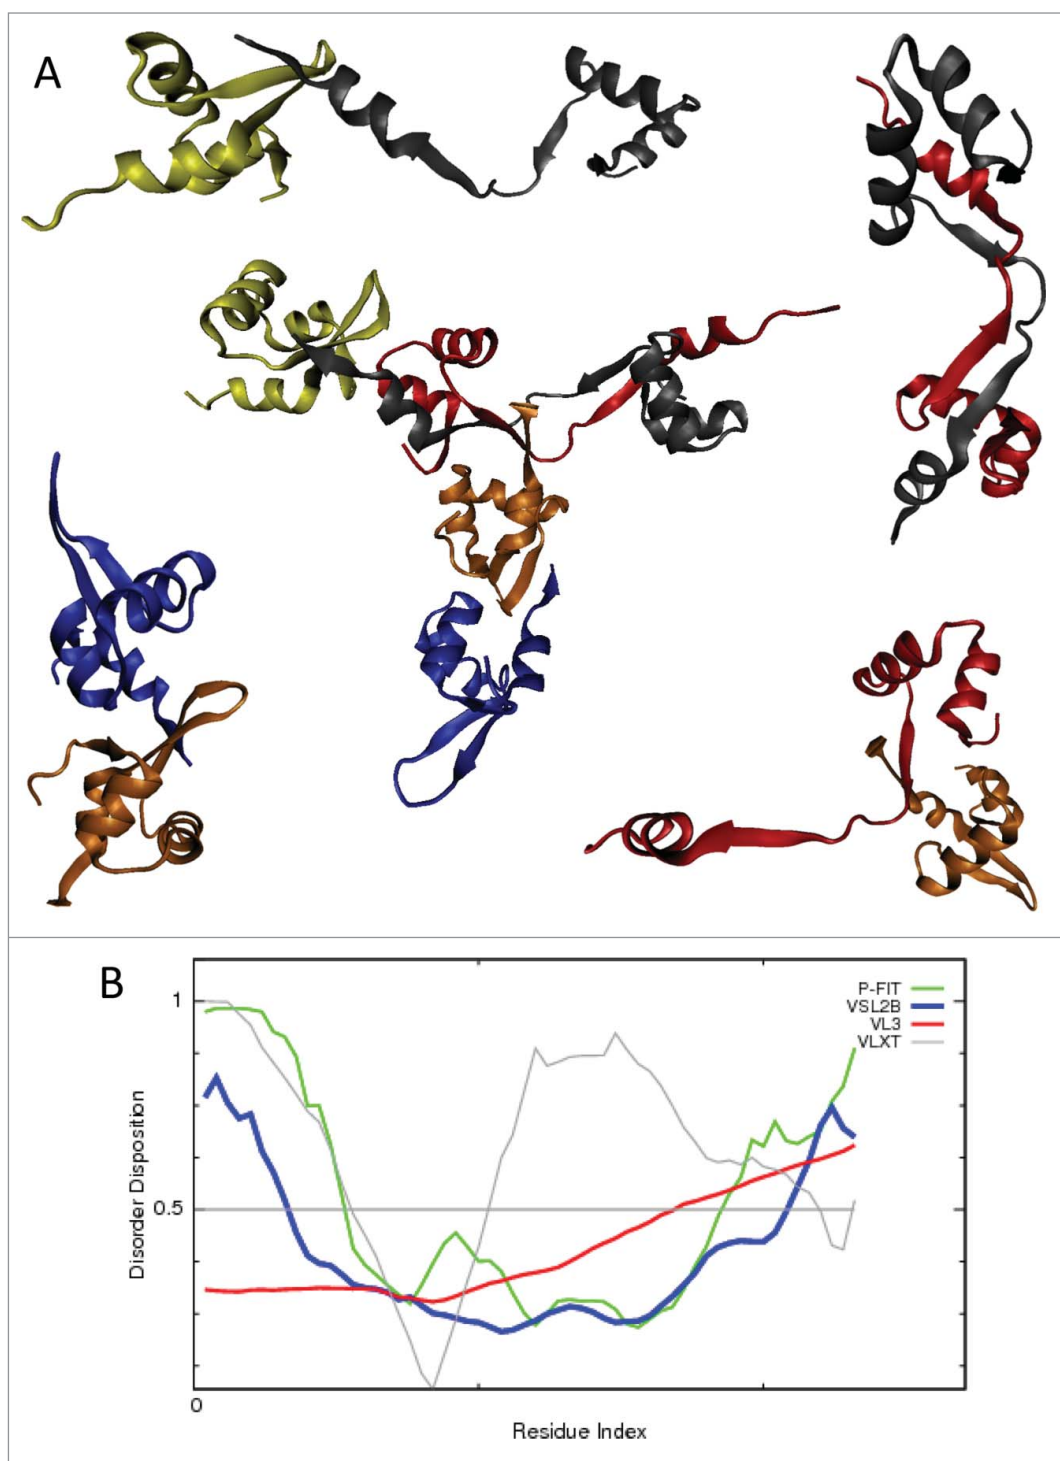 A
B
P-FIT
VSL2B
VL3
VLXT
1
0.5
Disorder Disposition
0
Residue Index